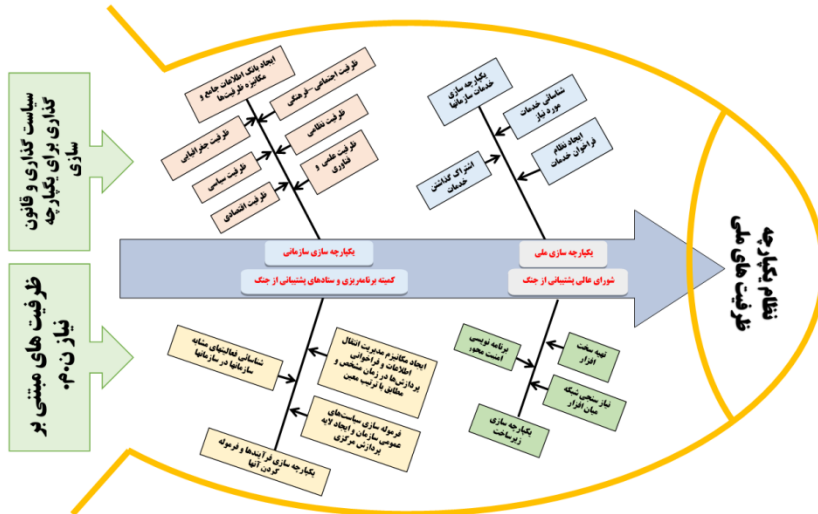 سیاست گذاری و قانون
گذاری برای یکپارچه
سازی
ظرفیت های مبتنی بر
نیاز ن.م.
ایجاد بانک اطلاعات جامع و
مکانیزه ظرفیت‌ها
ظرفیت اجتماعی -فرهنگی
ظرفیت جغرافیایی
ظرفیت نظامی
ظرفیت سیاسی
ظرفیت علمی و
فناوری
ظرفیت اقتصادی
یکپارچه سازی
خدمات سازمانها
شناسائی خدمات
مورد نیاز
ایجاد نظام
فراخوان خدمات
اشتراک گذاشتن
خدمات
یکپارچه سازی سازمانی
کمیته برنامه‌ریزی و ستادهای پشتیبانی از جنگ
یکپارچه سازی ملی
شورای عالی پشتیبانی از جنگ
نظام یکپارچه
ظرفیت های ملی
شناسائی فعالیتهای مشابه
سازمانها در سازمانها
ایجاد مکانیزم مدیریت انتقال
اطلاعات و فراخوانی
پردازش‌ها در زمان مشخص و
مطابق با ترتیب معین
فرموله سازی سیاست‌های
عمومی سازمان و ایجاد لایه
پردازش مرکزی
یکپارچه سازی فرآیندها و فرموله
کردن آنها
برنامه نویسی
امنیت محور
تهیه سخت
افزار
نیاز سنجی شبکه
میان افزار
یکپارچه سازی
زیرساخت